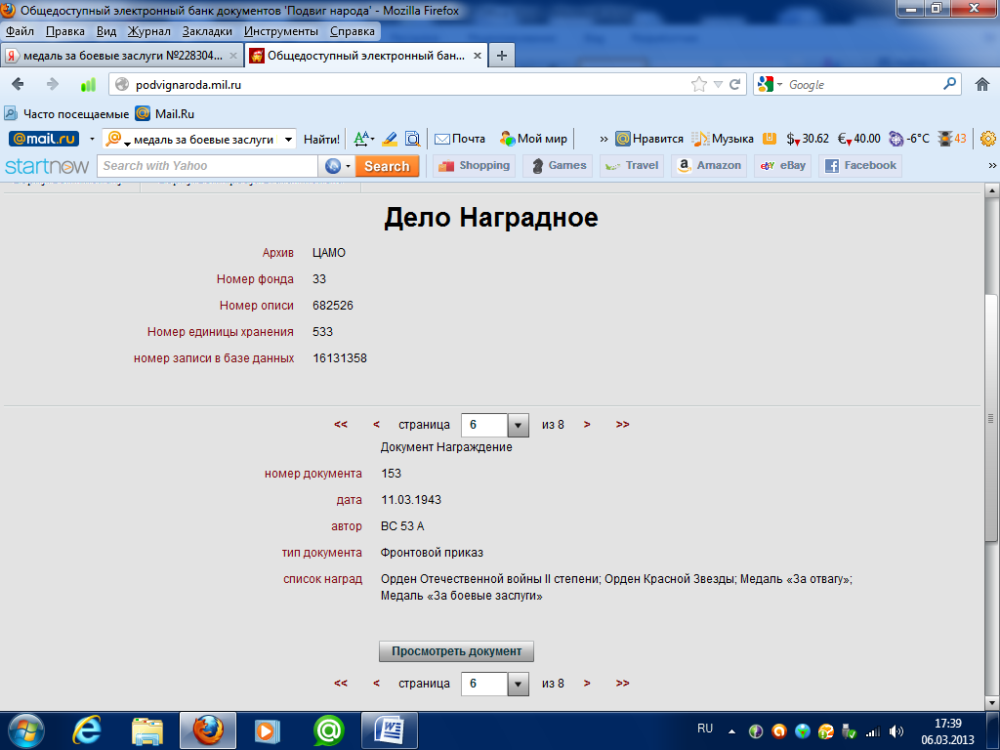 Общедоступный электронный банк документов 'Подвиг народа' - Mozilla Firefox
Файл Правка Вид Журнал Закладки Инструменты Справка
медаль за боевые заслуги №228304... Общедоступный электронный бан...
podvignaroda.mil.ru Google
Часто посещаемые Mail.Ru
@mail.ru медаль за боевые заслуги Найти! Почта Мой мир » Нравится Музыка $ 30.62 € 40.00 -6°C 43
startnow Search with Yahoo Search Shopping Games Travel Amazon eBay Facebook »
Дело Наградное
Архив ЦАМО
Номер фонда 33
Номер описи 682526
Номер единицы хранения 533
номер записи в базе данных 16131358
<< < страница 6 из 8 > >>
Документ Награждение
номер документа 153
дата 11.03.1943
автор ВС 53 А
тип документа Фронтовой приказ
список наград Орден Отечественной войны II степени; Орден Красной Звезды; Медаль «За отвагу»;
Медаль «За боевые заслуги»
Просмотреть документ
<< < страница 6 из 8 > >>
RU 17:39
06.03.2013